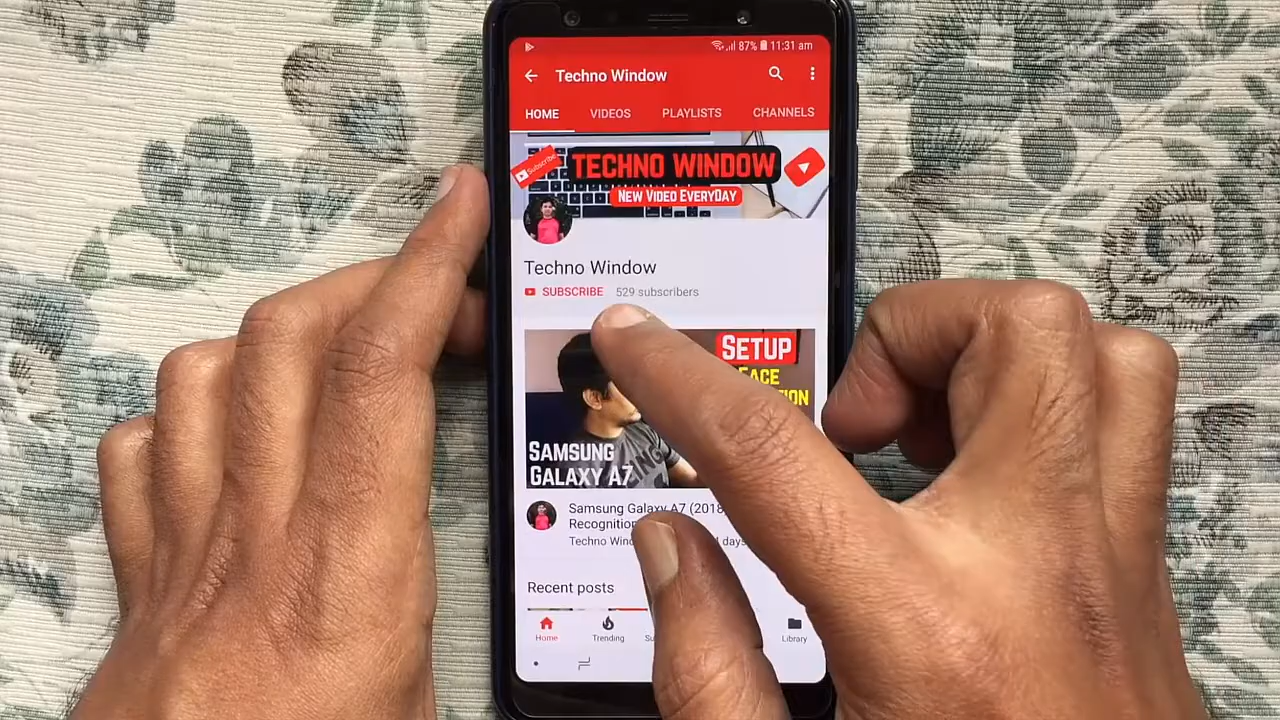 87% 11:31 am
Techno Window
HOME VIDEOS PLAYLISTS CHANNELS
Subscribe
TECHNO WINDOW
NEW VIDEO EVERYDAY
Techno Window
SUBSCRIBE 529 subscribers
SETUP
FACE
SAMSUNG
GALAXY A7
Samsung Galaxy A7 (2018
Recognition
Techno days
Recent posts
Home Trending Library